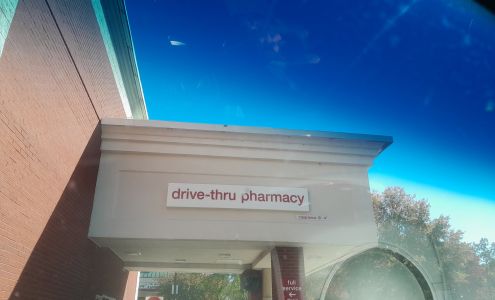 drive-thru pharmacy
full
service